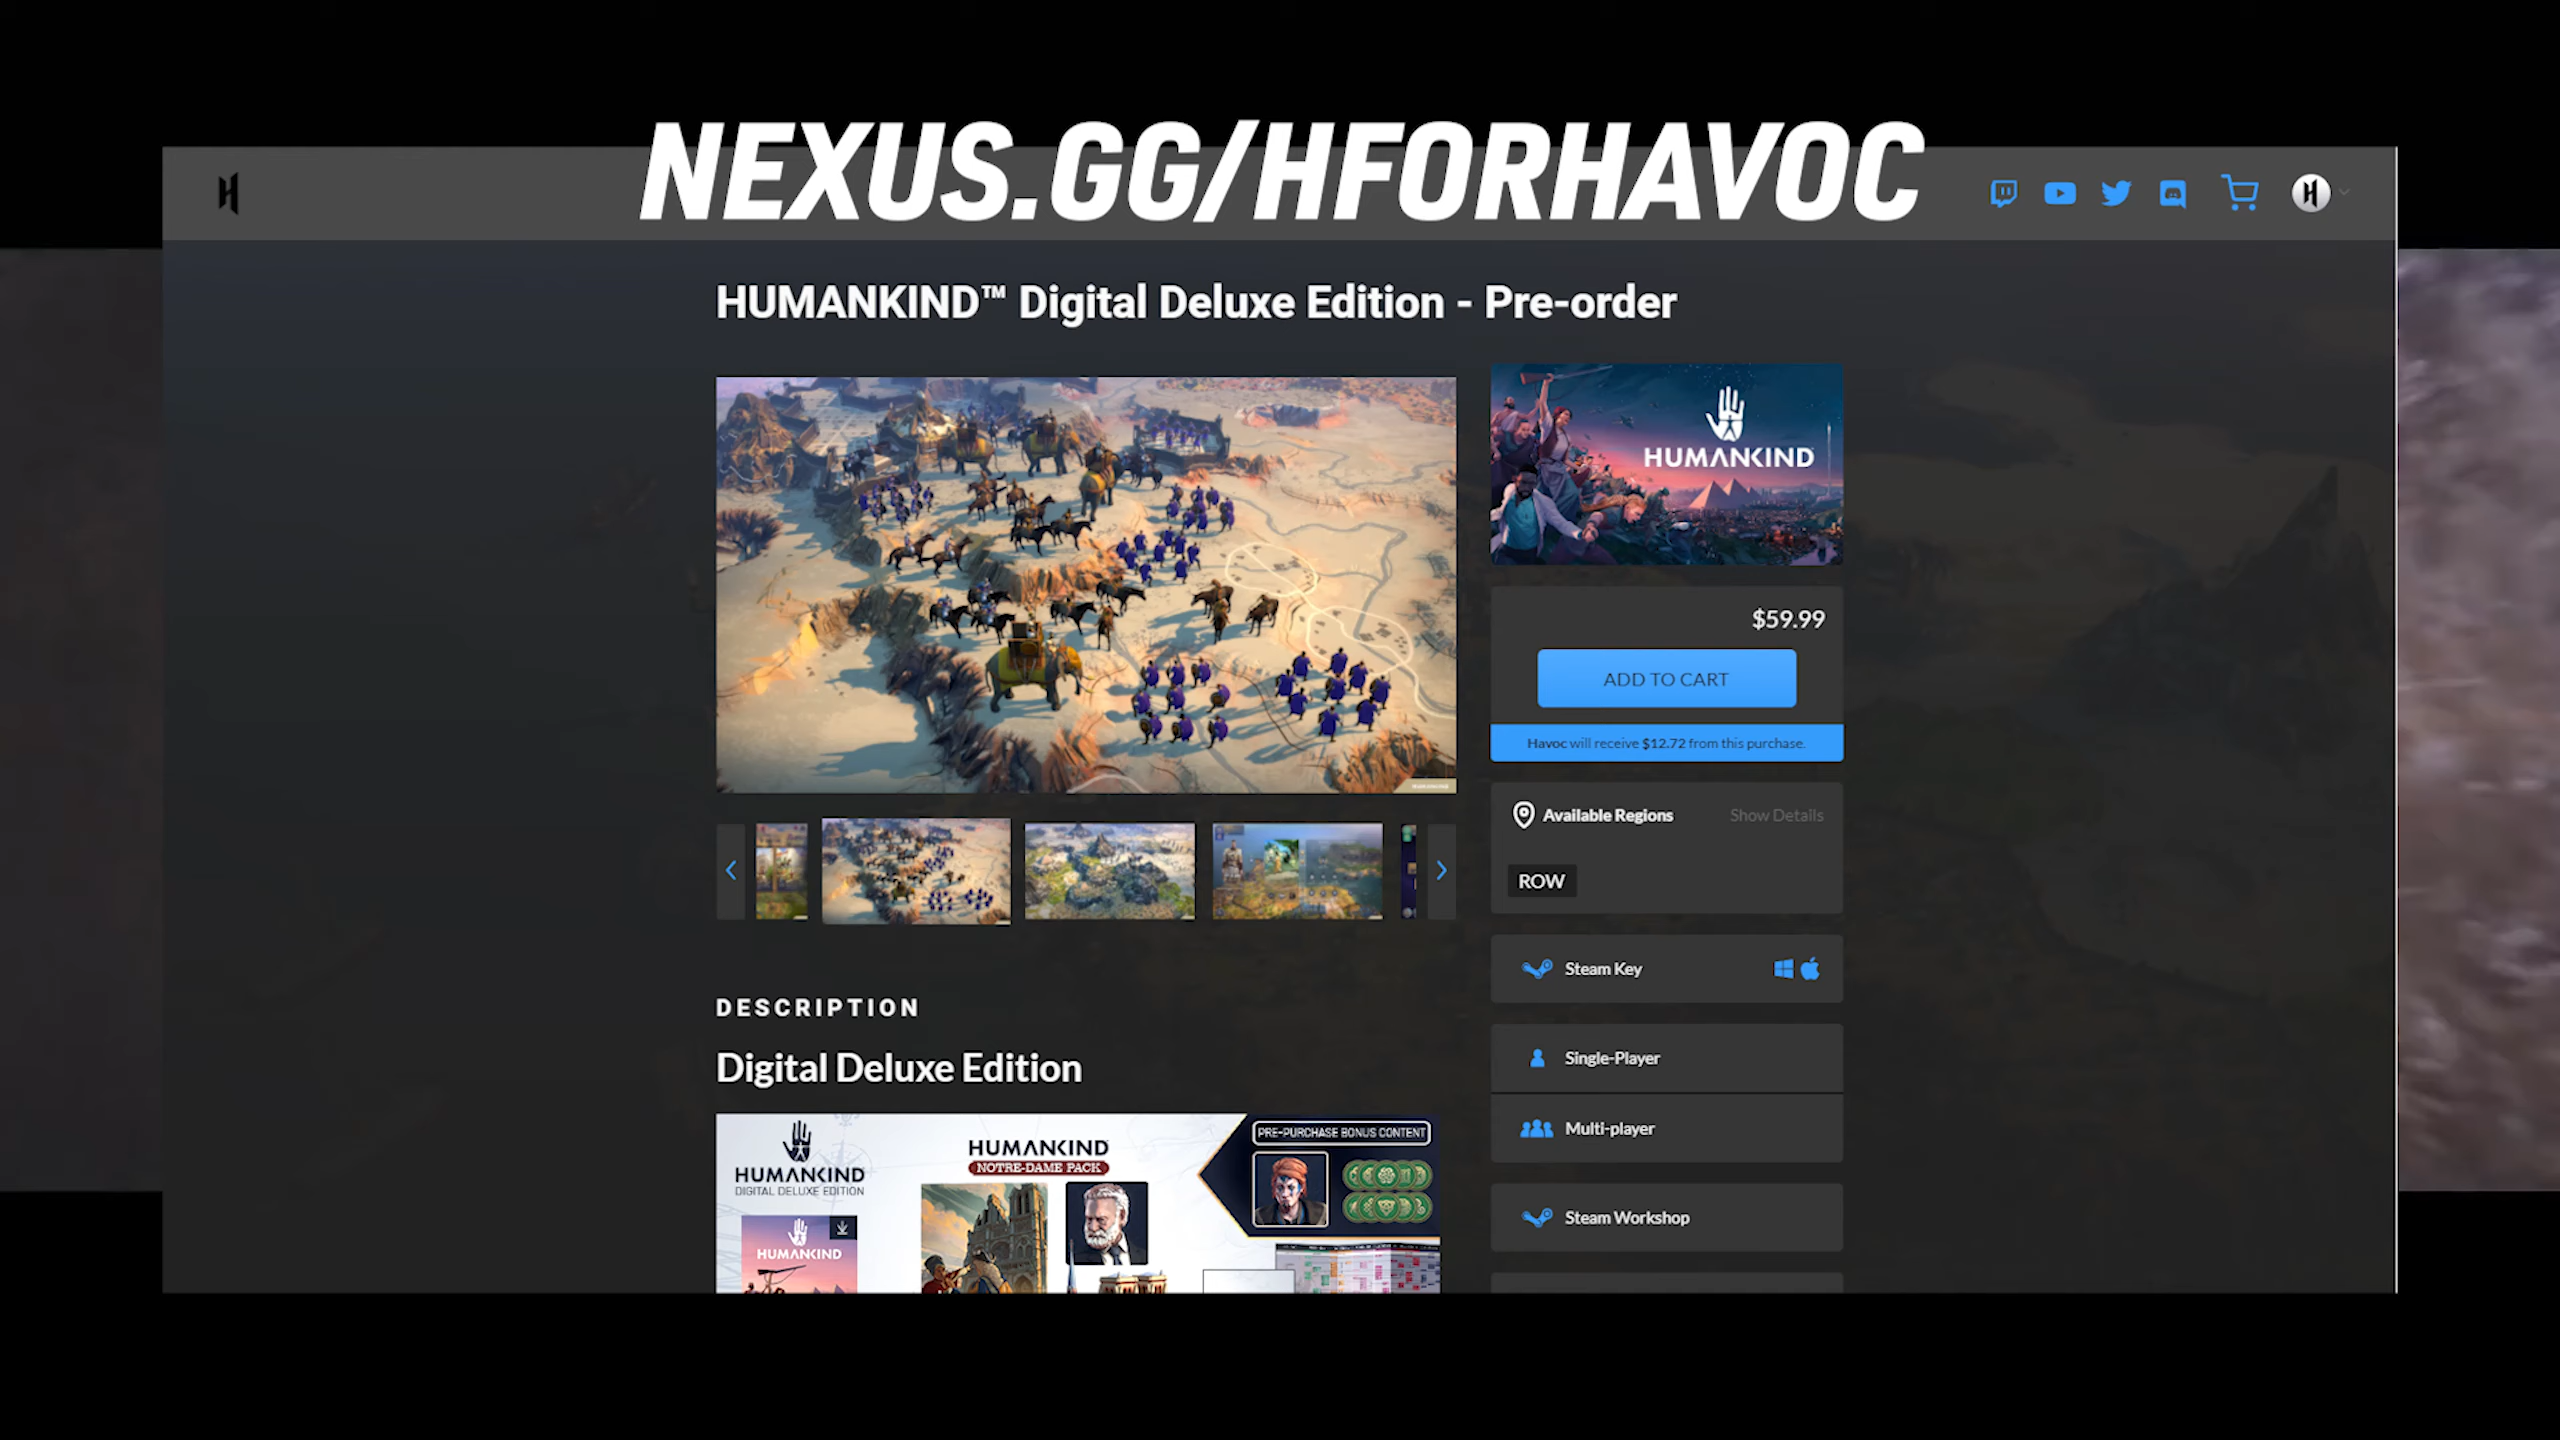 NEXUS.GG/HFORHAVOC
HUMANKIND™ Digital Deluxe Edition - Pre-order
HUMANKIND
$59.99
ADD TO CART
Havoc will receive $12.72 from this purchase.
Available Regions
Show Details
ROW
Steam Key
Single-Player
Multi-player
Steam Workshop
DESCRIPTION
Digital Deluxe Edition
HUMANKIND
DIGITAL DELUXE EDITION
HUMANKIND
HUMANKIND
NOTRE-DAME PACK
PRE-PURCHASE BONUS CONTENT